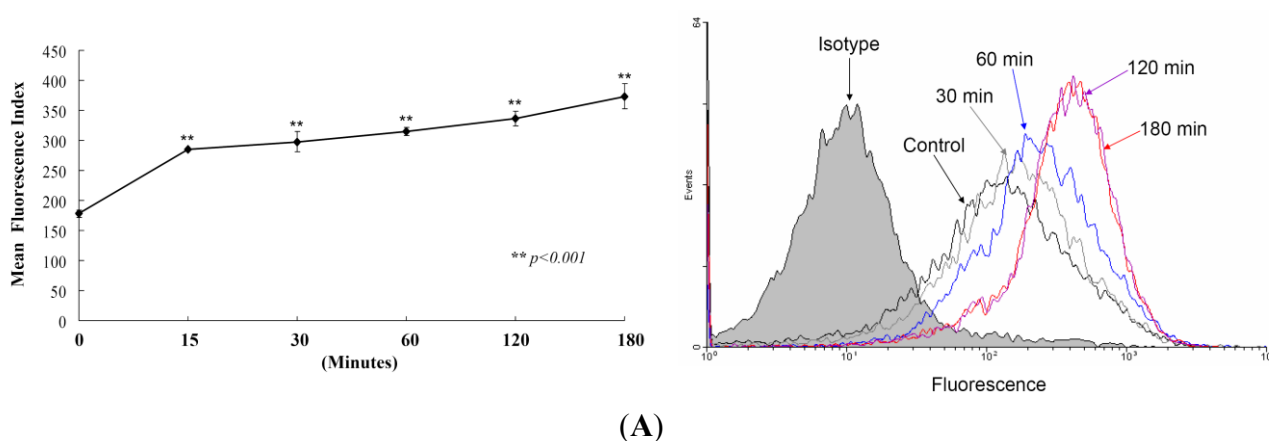 Mean Fluorescence Index
450
400
350
300
250
200
150
100
50
0
**
**
**
**
**
** p<0.001
0 15 30 60 120 180
(Minutes)
64
Events
Isotype
Control
30 min
60 min
120 min
180 min
10⁰ 10¹ 10² 10³
Fluorescence
(A)